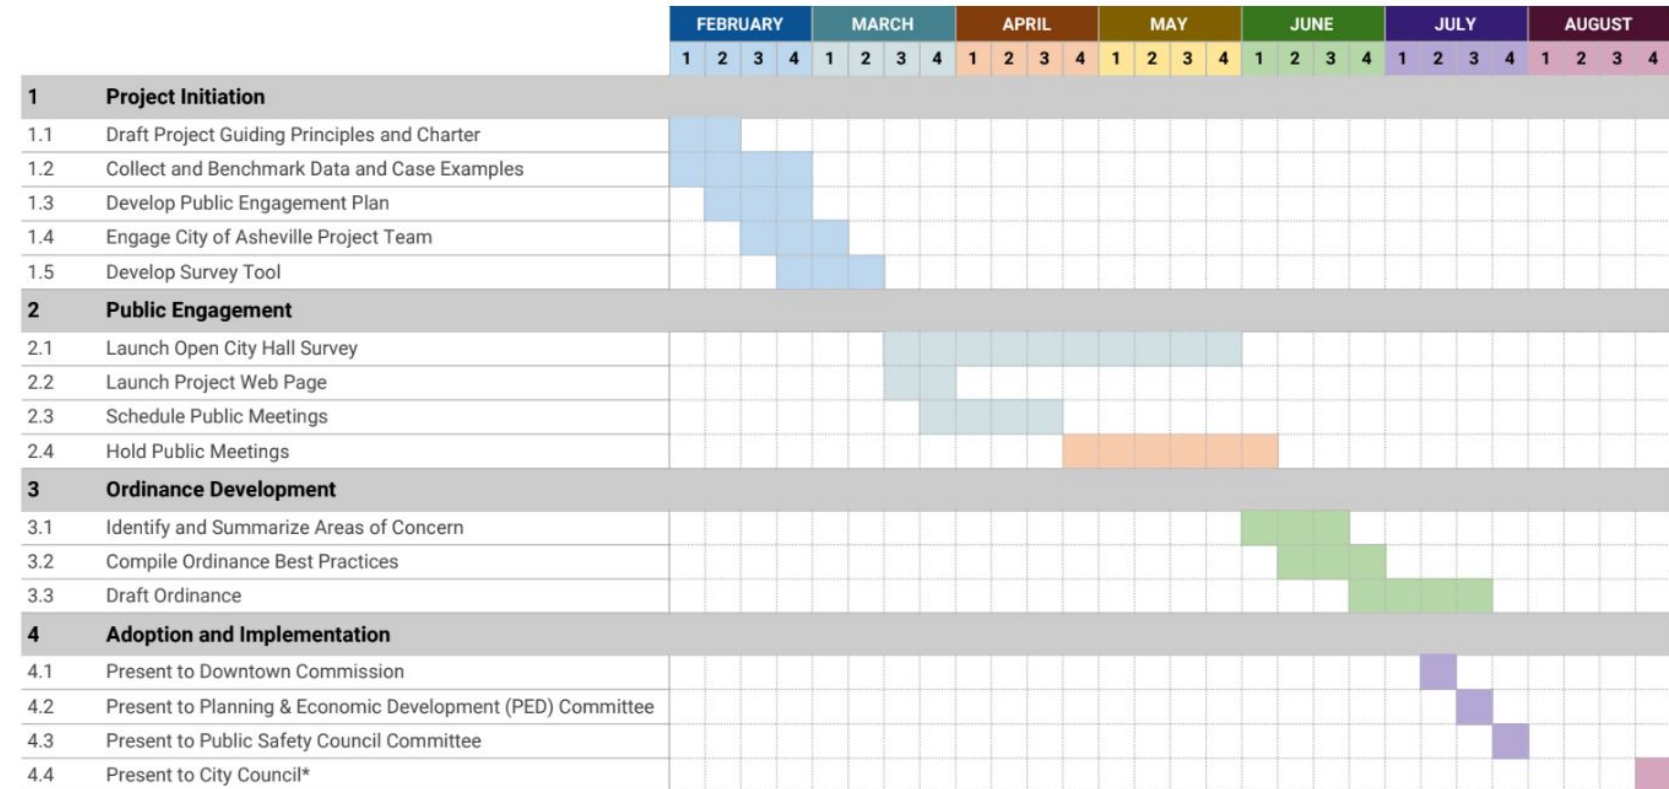 FEBRUARY MARCH APRIL MAY JUNE JULY AUGUST
1 2 3 4 1 2 3 4 1 2 3 4 1 2 3 4 1 2 3 4 1 2 3 4 1 2 3 4
1 Project Initiation
1.1 Draft Project Guiding Principles and Charter
1.2 Collect and Benchmark Data and Case Examples
1.3 Develop Public Engagement Plan
1.4 Engage City of Asheville Project Team
1.5 Develop Survey Tool
2 Public Engagement
2.1 Launch Open City Hall Survey
2.2 Launch Project Web Page
2.3 Schedule Public Meetings
2.4 Hold Public Meetings
3 Ordinance Development
3.1 Identify and Summarize Areas of Concern
3.2 Compile Ordinance Best Practices
3.3 Draft Ordinance
4 Adoption and Implementation
4.1 Present to Downtown Commission
4.2 Present to Planning & Economic Development (PED) Committee
4.3 Present to Public Safety Council Committee
4.4 Present to City Council*